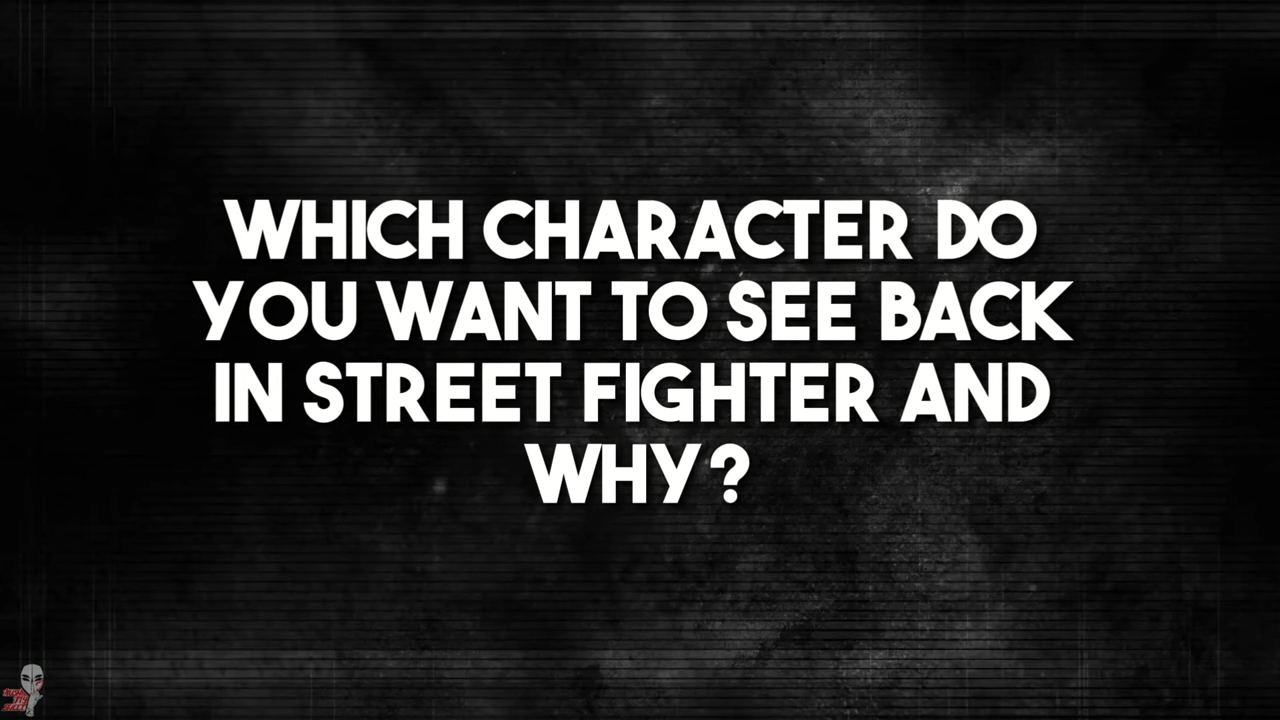 WHICH CHARACTER DO
YOU WANT TO SEE BACK
IN STREET FIGHTER AND
WHY?